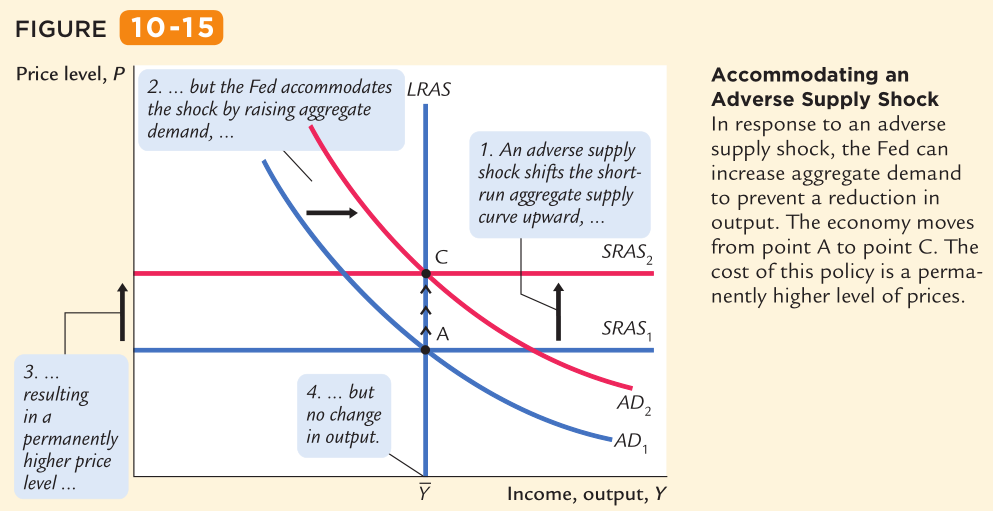 FIGURE 10-15
Price level, P
2. ... but the Fed accommodates
the shock by raising aggregate
demand, ...
LRAS
1. An adverse supply
shock shifts the short-
run aggregate supply
curve upward, ...
C
SRAS2
A
SRAS1
3. ...
resulting
in a
permanently
higher price
level ...
4. ... but
no change
in output.
AD2
AD1
Y̅
Income, output, Y
Accommodating an
Adverse Supply Shock
In response to an adverse
supply shock, the Fed can
increase aggregate demand
to prevent a reduction in
output. The economy moves
from point A to point C. The
cost of this policy is a perma-
nently higher level of prices.